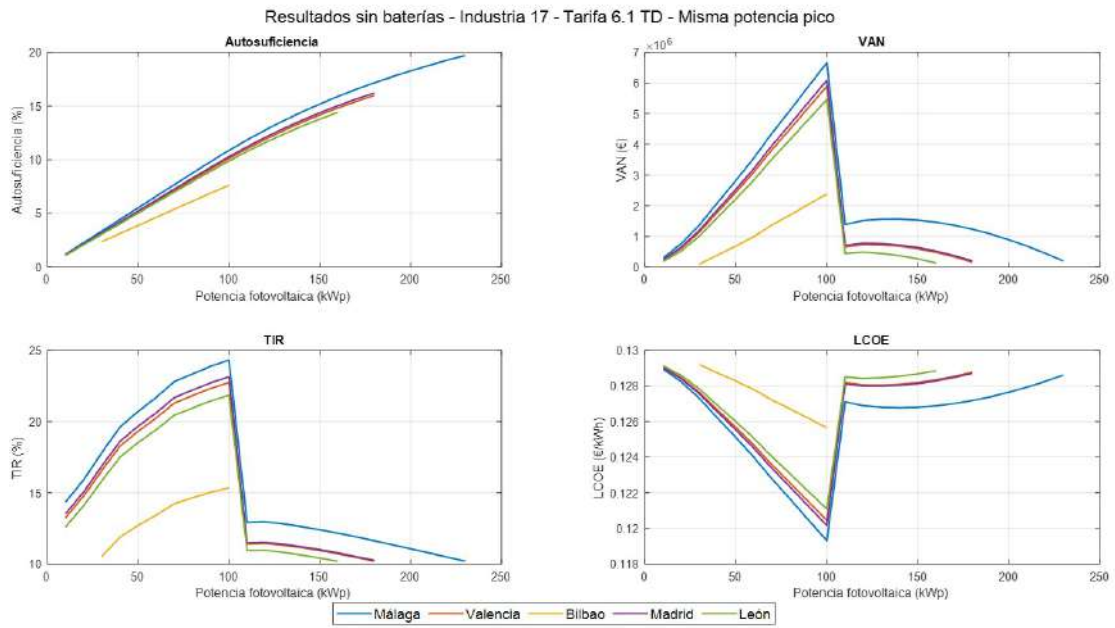 Resultados sin baterías - Industria 17 - Tarifa 6.1 TD - Misma potencia pico
Autosuficiencia
Autosuficiencia (%)
20
15
10
5
0
0 50 100 150 200 250
Potencia fotovoltaica (kWp)
VAN
×10⁶
VAN (€)
7
6
5
4
3
2
1
0
0 50 100 150 200 250
Potencia fotovoltaica (kWp)
TIR
TIR (%)
25
20
15
10
0 50 100 150 200 250
Potencia fotovoltaica (kWp)
LCOE
LCOE (€/kWh)
0.13
0.128
0.126
0.124
0.122
0.12
0.118
0 50 100 150 200 250
Potencia fotovoltaica (kWp)
Málaga Valencia Bilbao Madrid León